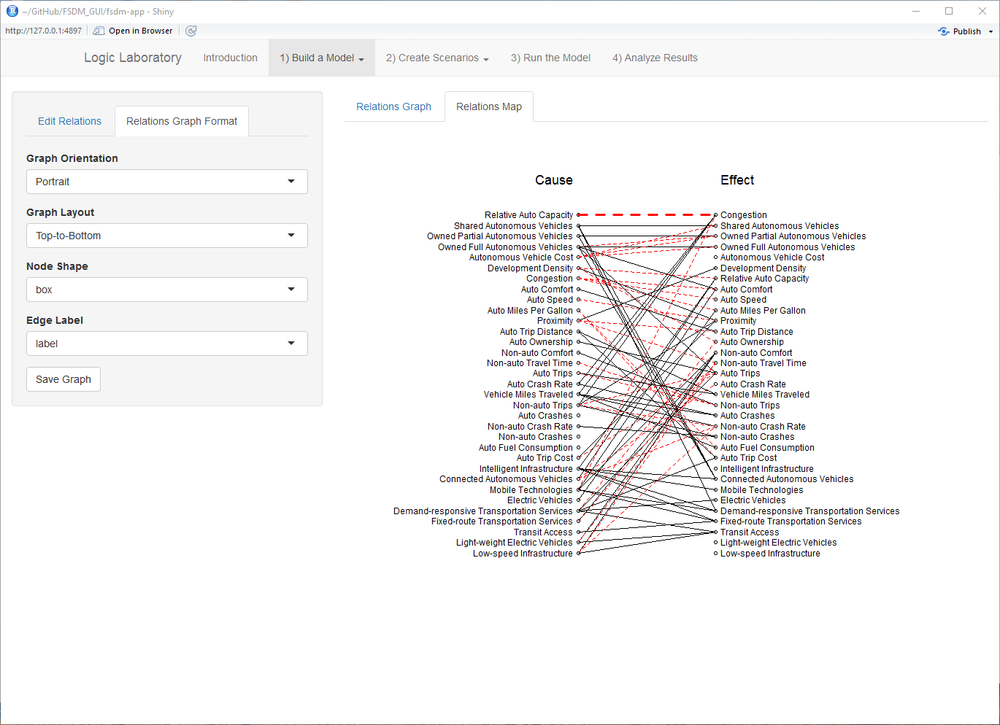 ~/GitHub/FSDM_GUI/fsdm-app - Shiny
http://127.0.0.1:4897 Open in Browser Publish
Logic Laboratory Introduction 1) Build a Model 2) Create Scenarios 3) Run the Model 4) Analyze Results
Edit Relations Relations Graph Format
Graph Orientation
Portrait
Graph Layout
Top-to-Bottom
Node Shape
box
Edge Label
label
Save Graph
Relations Graph Relations Map
Cause Effect
Relative Auto Capacity Congestion
Shared Autonomous Vehicles Shared Autonomous Vehicles
Owned Partial Autonomous Vehicles Owned Partial Autonomous Vehicles
Owned Full Autonomous Vehicles Owned Full Autonomous Vehicles
Autonomous Vehicle Cost Autonomous Vehicle Cost
Development Density Development Density
Congestion Relative Auto Capacity
Auto Comfort Auto Comfort
Auto Speed Auto Speed
Auto Miles Per Gallon Auto Miles Per Gallon
Proximity Proximity
Auto Trip Distance Auto Trip Distance
Auto Ownership Auto Ownership
Non-auto Comfort Non-auto Comfort
Non-auto Travel Time Non-auto Travel Time
Auto Trips Auto Trips
Auto Crash Rate Auto Crash Rate
Vehicle Miles Traveled Vehicle Miles Traveled
Non-auto Trips Non-auto Trips
Auto Crashes Auto Crashes
Non-auto Crash Rate Non-auto Crash Rate
Non-auto Crashes Non-auto Crashes
Auto Fuel Consumption Auto Fuel Consumption
Auto Trip Cost Auto Trip Cost
Intelligent Infrastructure Intelligent Infrastructure
Connected Autonomous Vehicles Connected Autonomous Vehicles
Mobile Technologies Mobile Technologies
Electric Vehicles Electric Vehicles
Demand-responsive Transportation Services Demand-responsive Transportation Services
Fixed-route Transportation Services Fixed-route Transportation Services
Transit Access Transit Access
Light-weight Electric Vehicles Light-weight Electric Vehicles
Low-speed Infrastructure Low-speed Infrastructure